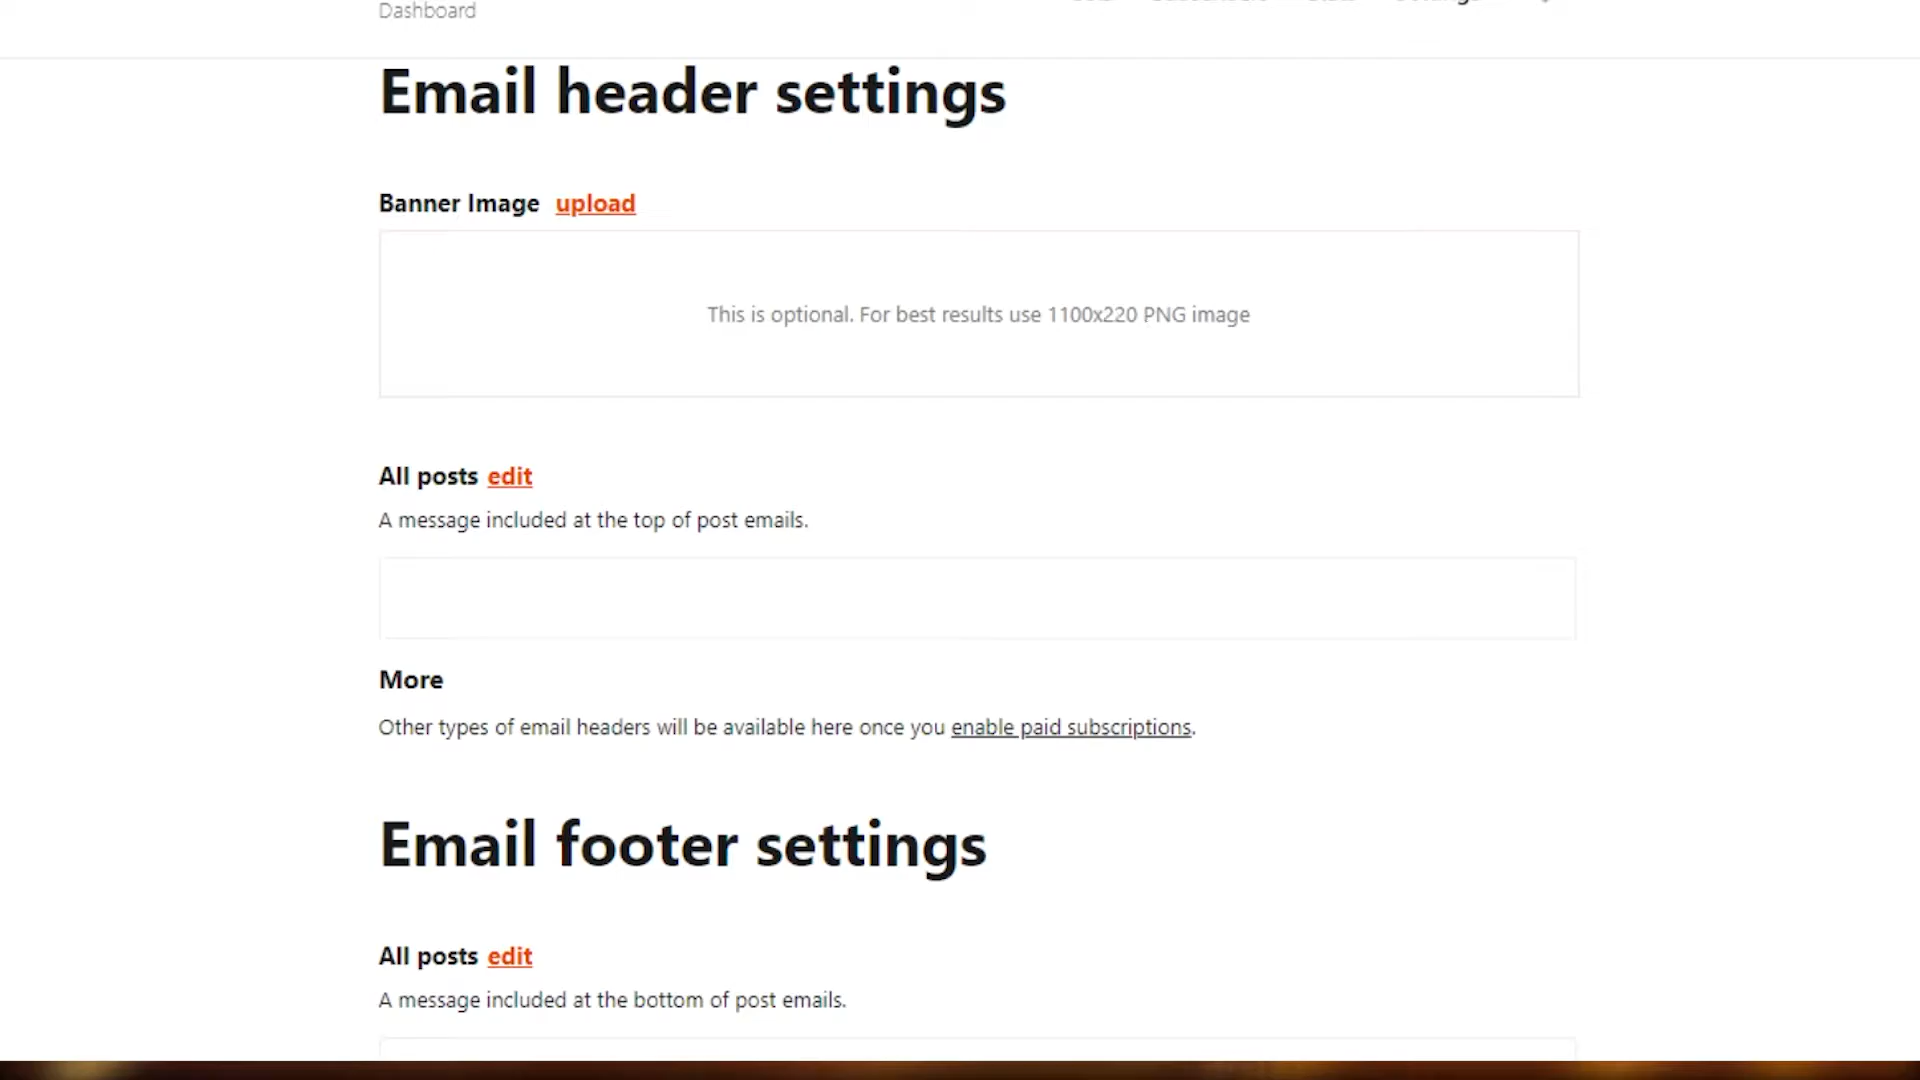 Dashboard
Email header settings
Banner Image upload
This is optional. For best results use 1100x220 PNG image
All posts edit
A message included at the top of post emails.
More
Other types of email headers will be available here once you enable paid subscriptions.
Email footer settings
All posts edit
A message included at the bottom of post emails.